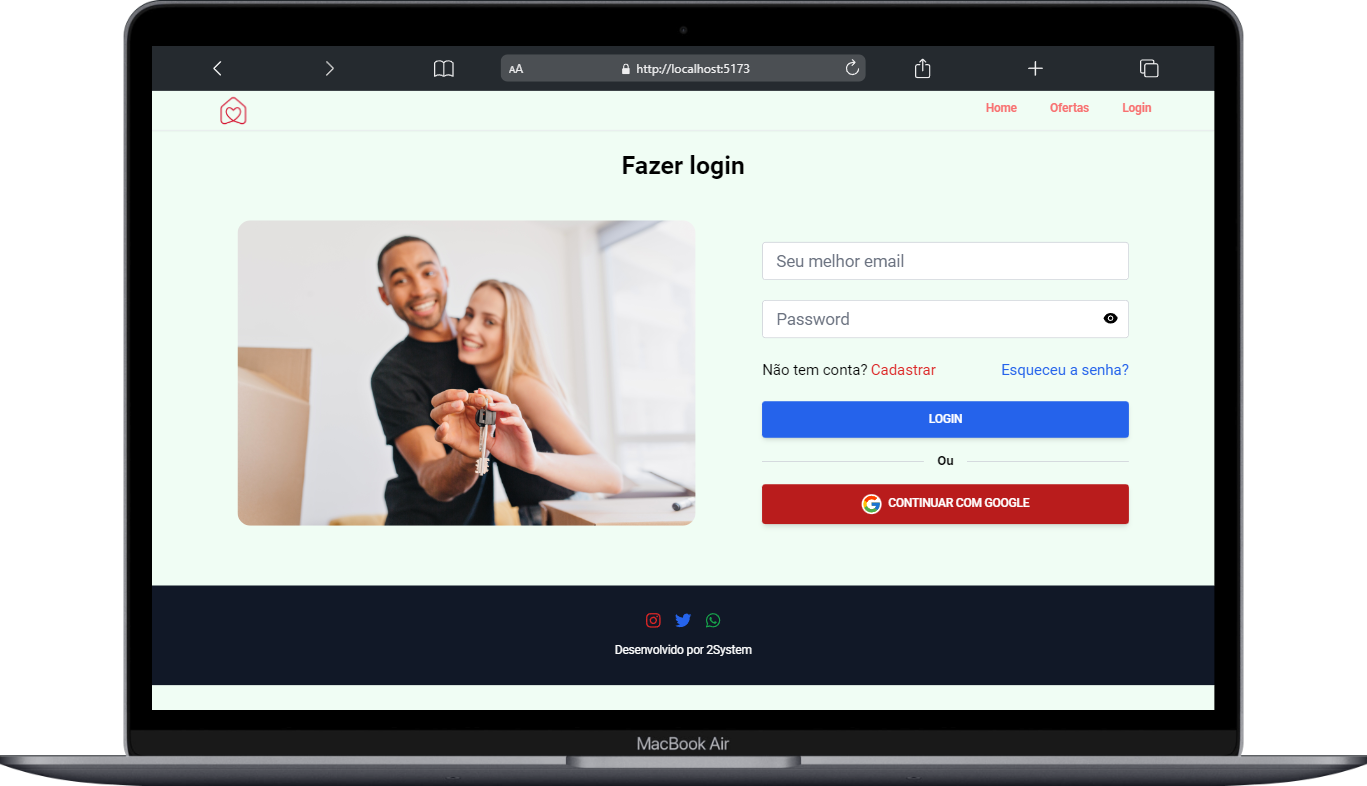 AA
http://localhost:5173
Home
Ofertas
Login
Fazer login
Seu melhor email
Password
Não tem conta? Cadastrar
Esqueceu a senha?
LOGIN
Ou
CONTINUAR COM GOOGLE
Desenvolvido por 2System
MacBook Air